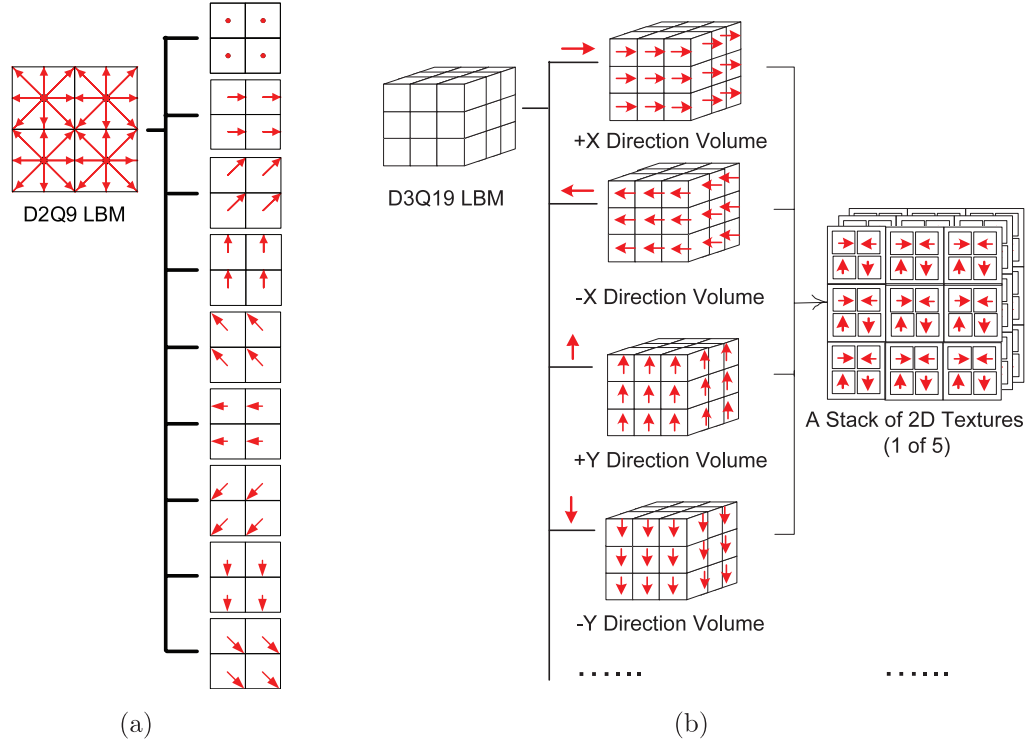 D2Q9 LBM
(a)
D3Q19 LBM
+X Direction Volume
-X Direction Volume
+Y Direction Volume
-Y Direction Volume
......
A Stack of 2D Textures
(1 of 5)
......
(b)